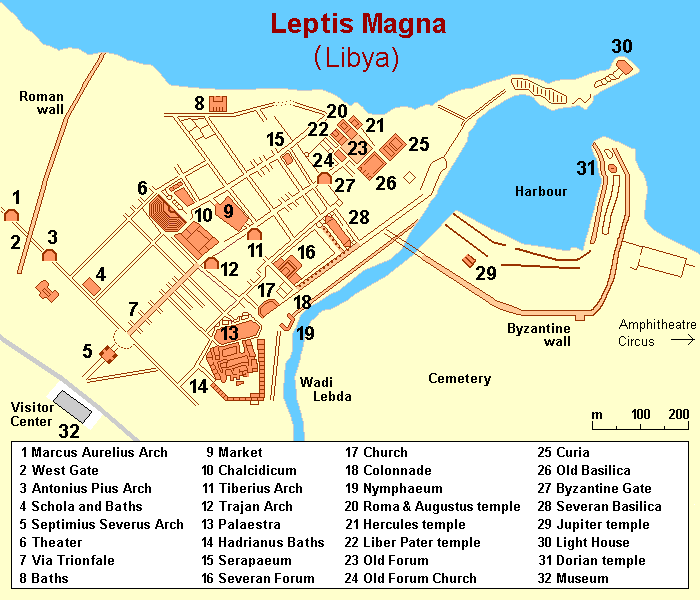 Leptis Magna
(Libya)
30
Roman
wall
8
20
21
22
15
25
23
24
31
6
27
26
Harbour
1
10
9
28
2
3
11
16
12
4
29
17
7
18
13
19
Byzantine
wall
Amphitheatre
Circus
5
14
Wadi
Lebda
Cemetery
Visitor
Center
32
m 100 200
1 Marcus Aurelius Arch
2 West Gate
3 Antonius Pius Arch
4 Schola and Baths
5 Septimius Severus Arch
6 Theater
7 Via Trionfale
8 Baths
9 Market
10 Chalcidicum
11 Tiberius Arch
12 Trajan Arch
13 Palaestra
14 Hadrianus Baths
15 Serapaeum
16 Severan Forum
17 Church
18 Colonnade
19 Nymphaeum
20 Roma & Augustus temple
21 Hercules temple
22 Liber Pater temple
23 Old Forum
24 Old Forum Church
25 Curia
26 Old Basilica
27 Byzantine Gate
28 Severan Basilica
29 Jupiter temple
30 Light House
31 Dorian temple
32 Museum